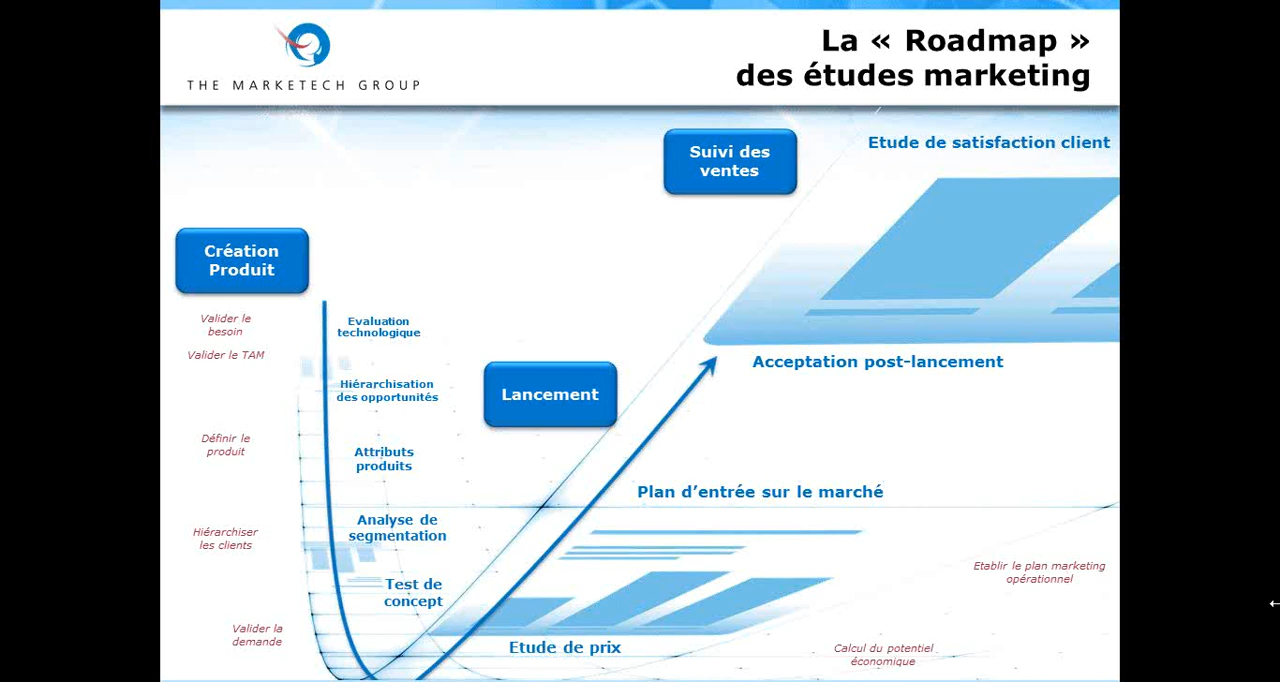 THE MARKETECH GROUP
La « Roadmap »
des études marketing
Suivi des
ventes
Etude de satisfaction client
Création
Produit
Valider le
besoin
Evaluation
technologique
Valider le TAM
Acceptation post-lancement
Hiérarchisation
des opportunités
Lancement
Définir le
produit
Attributs
produits
Plan d’entrée sur le marché
Analyse de
segmentation
Hiérarchiser
les clients
Etablir le plan marketing
opérationnel
Test de
concept
Valider la
demande
Etude de prix
Calcul du potentiel
économique